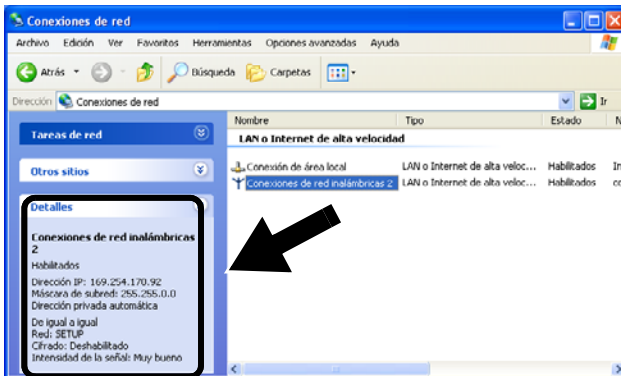 Conexiones de red
Archivo Edición Ver Favoritos Herramientas Opciones avanzadas Ayuda
Atrás Búsqueda Carpetas
Dirección Conexiones de red Ir
Nombre Tipo Estado N
Tareas de red
LAN o Internet de alta velocidad
Conexión de área local LAN o Internet de alta veloc... Habilitados In
Conexiones de red inalámbricas 2 LAN o Internet de alta veloc... Habilitados co
Otros sitios
Detalles
Conexiones de red inalámbricas
2
Habilitados
Dirección IP: 169.254.170.92
Máscara de subred: 255.255.0.0
Dirección privada automática
De igual a igual
Red: SETUP
Cifrado: Deshabilitado
Intensidad de la señal: Muy bueno